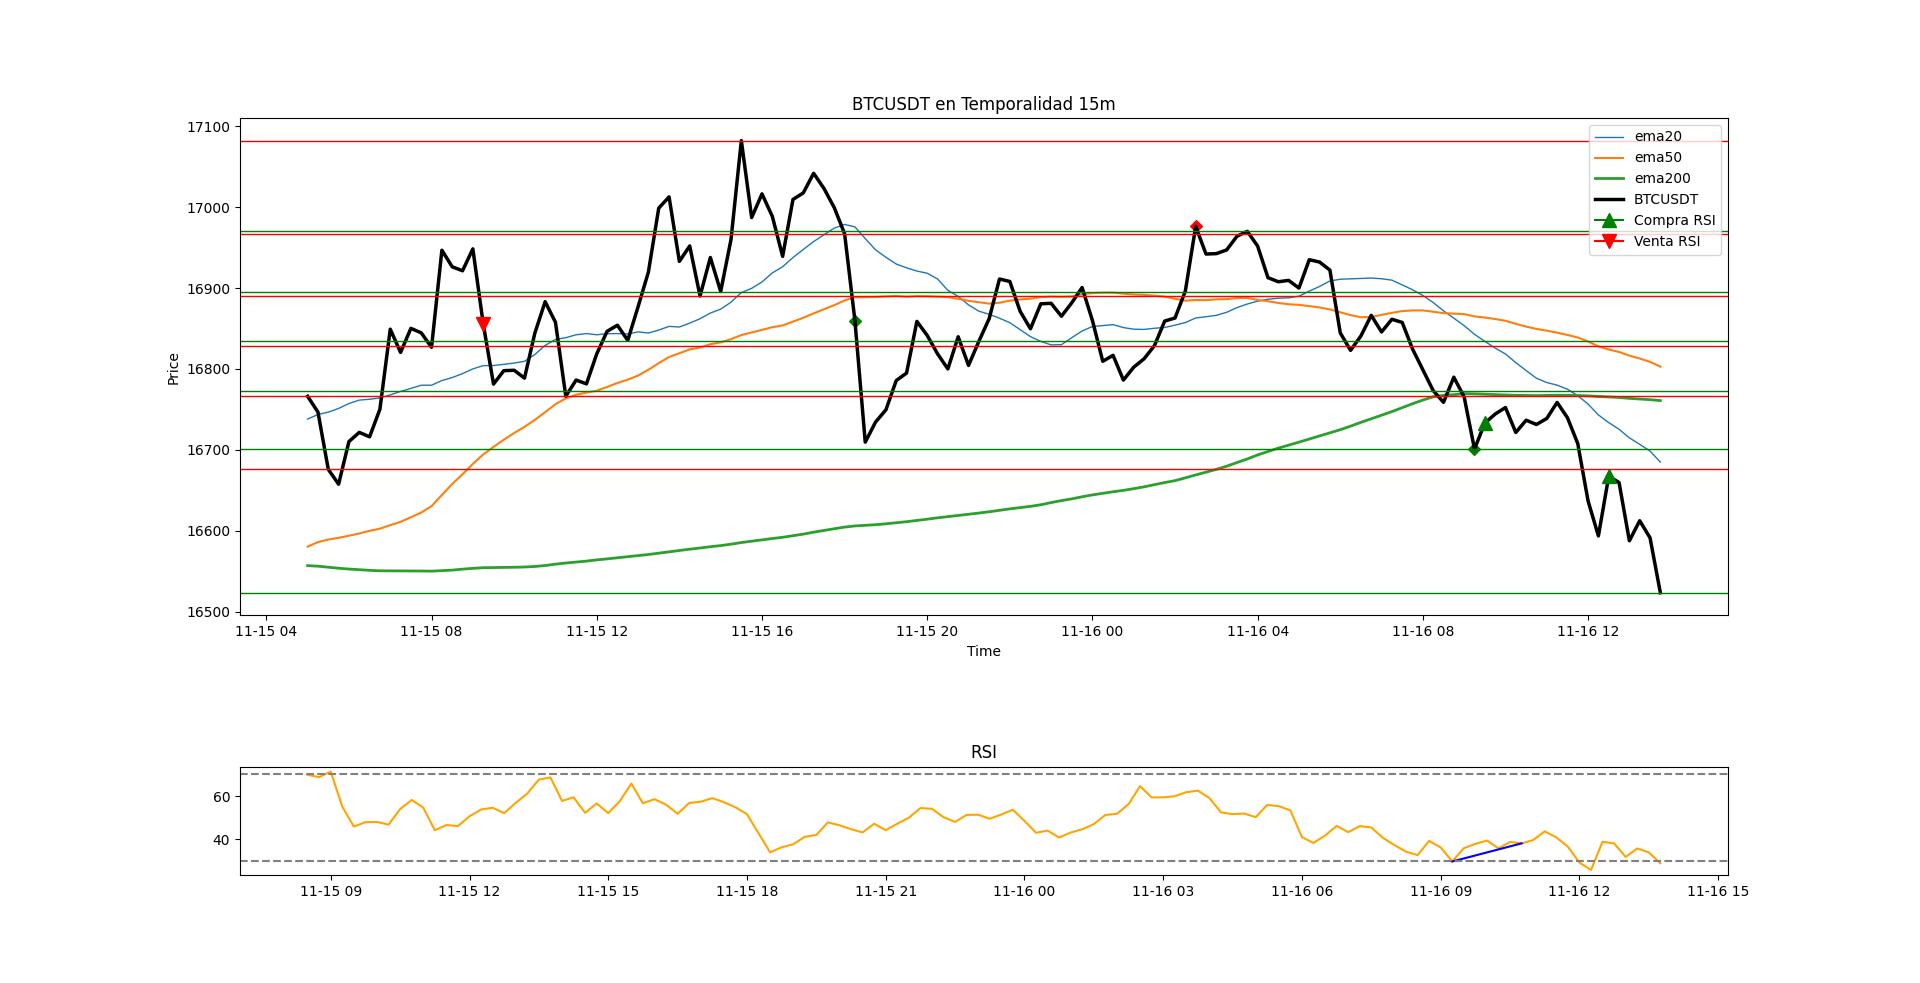 BTCUSDT en Temporalidad 15m
17100
17000
16900
16800
16700
16600
16500
Price
ema20
ema50
ema200
BTCUSDT
Compra RSI
Venta RSI
11-15 04 11-15 08 11-15 12 11-15 16 11-15 20 11-16 00 11-16 04 11-16 08 11-16 12
Time
RSI
60
40
11-15 09 11-15 12 11-15 15 11-15 18 11-15 21 11-16 00 11-16 03 11-16 06 11-16 09 11-16 12 11-16 15